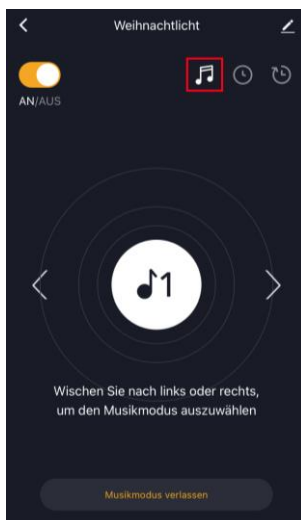 Weihnachtlicht
AN/AUS
1
Wischen Sie nach links oder rechts,
um den Musikmodus auszuwählen
Musikmodus verlassen